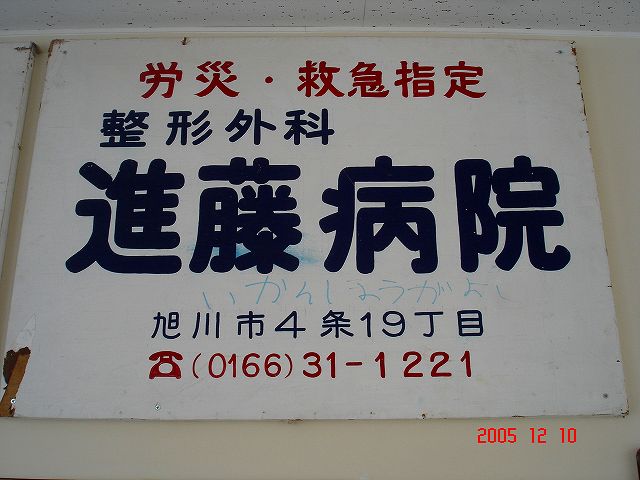 労災・救急指定
整形外科
進藤病院
旭川市4条19丁目
☎(0166)31-1221
2005 12 10